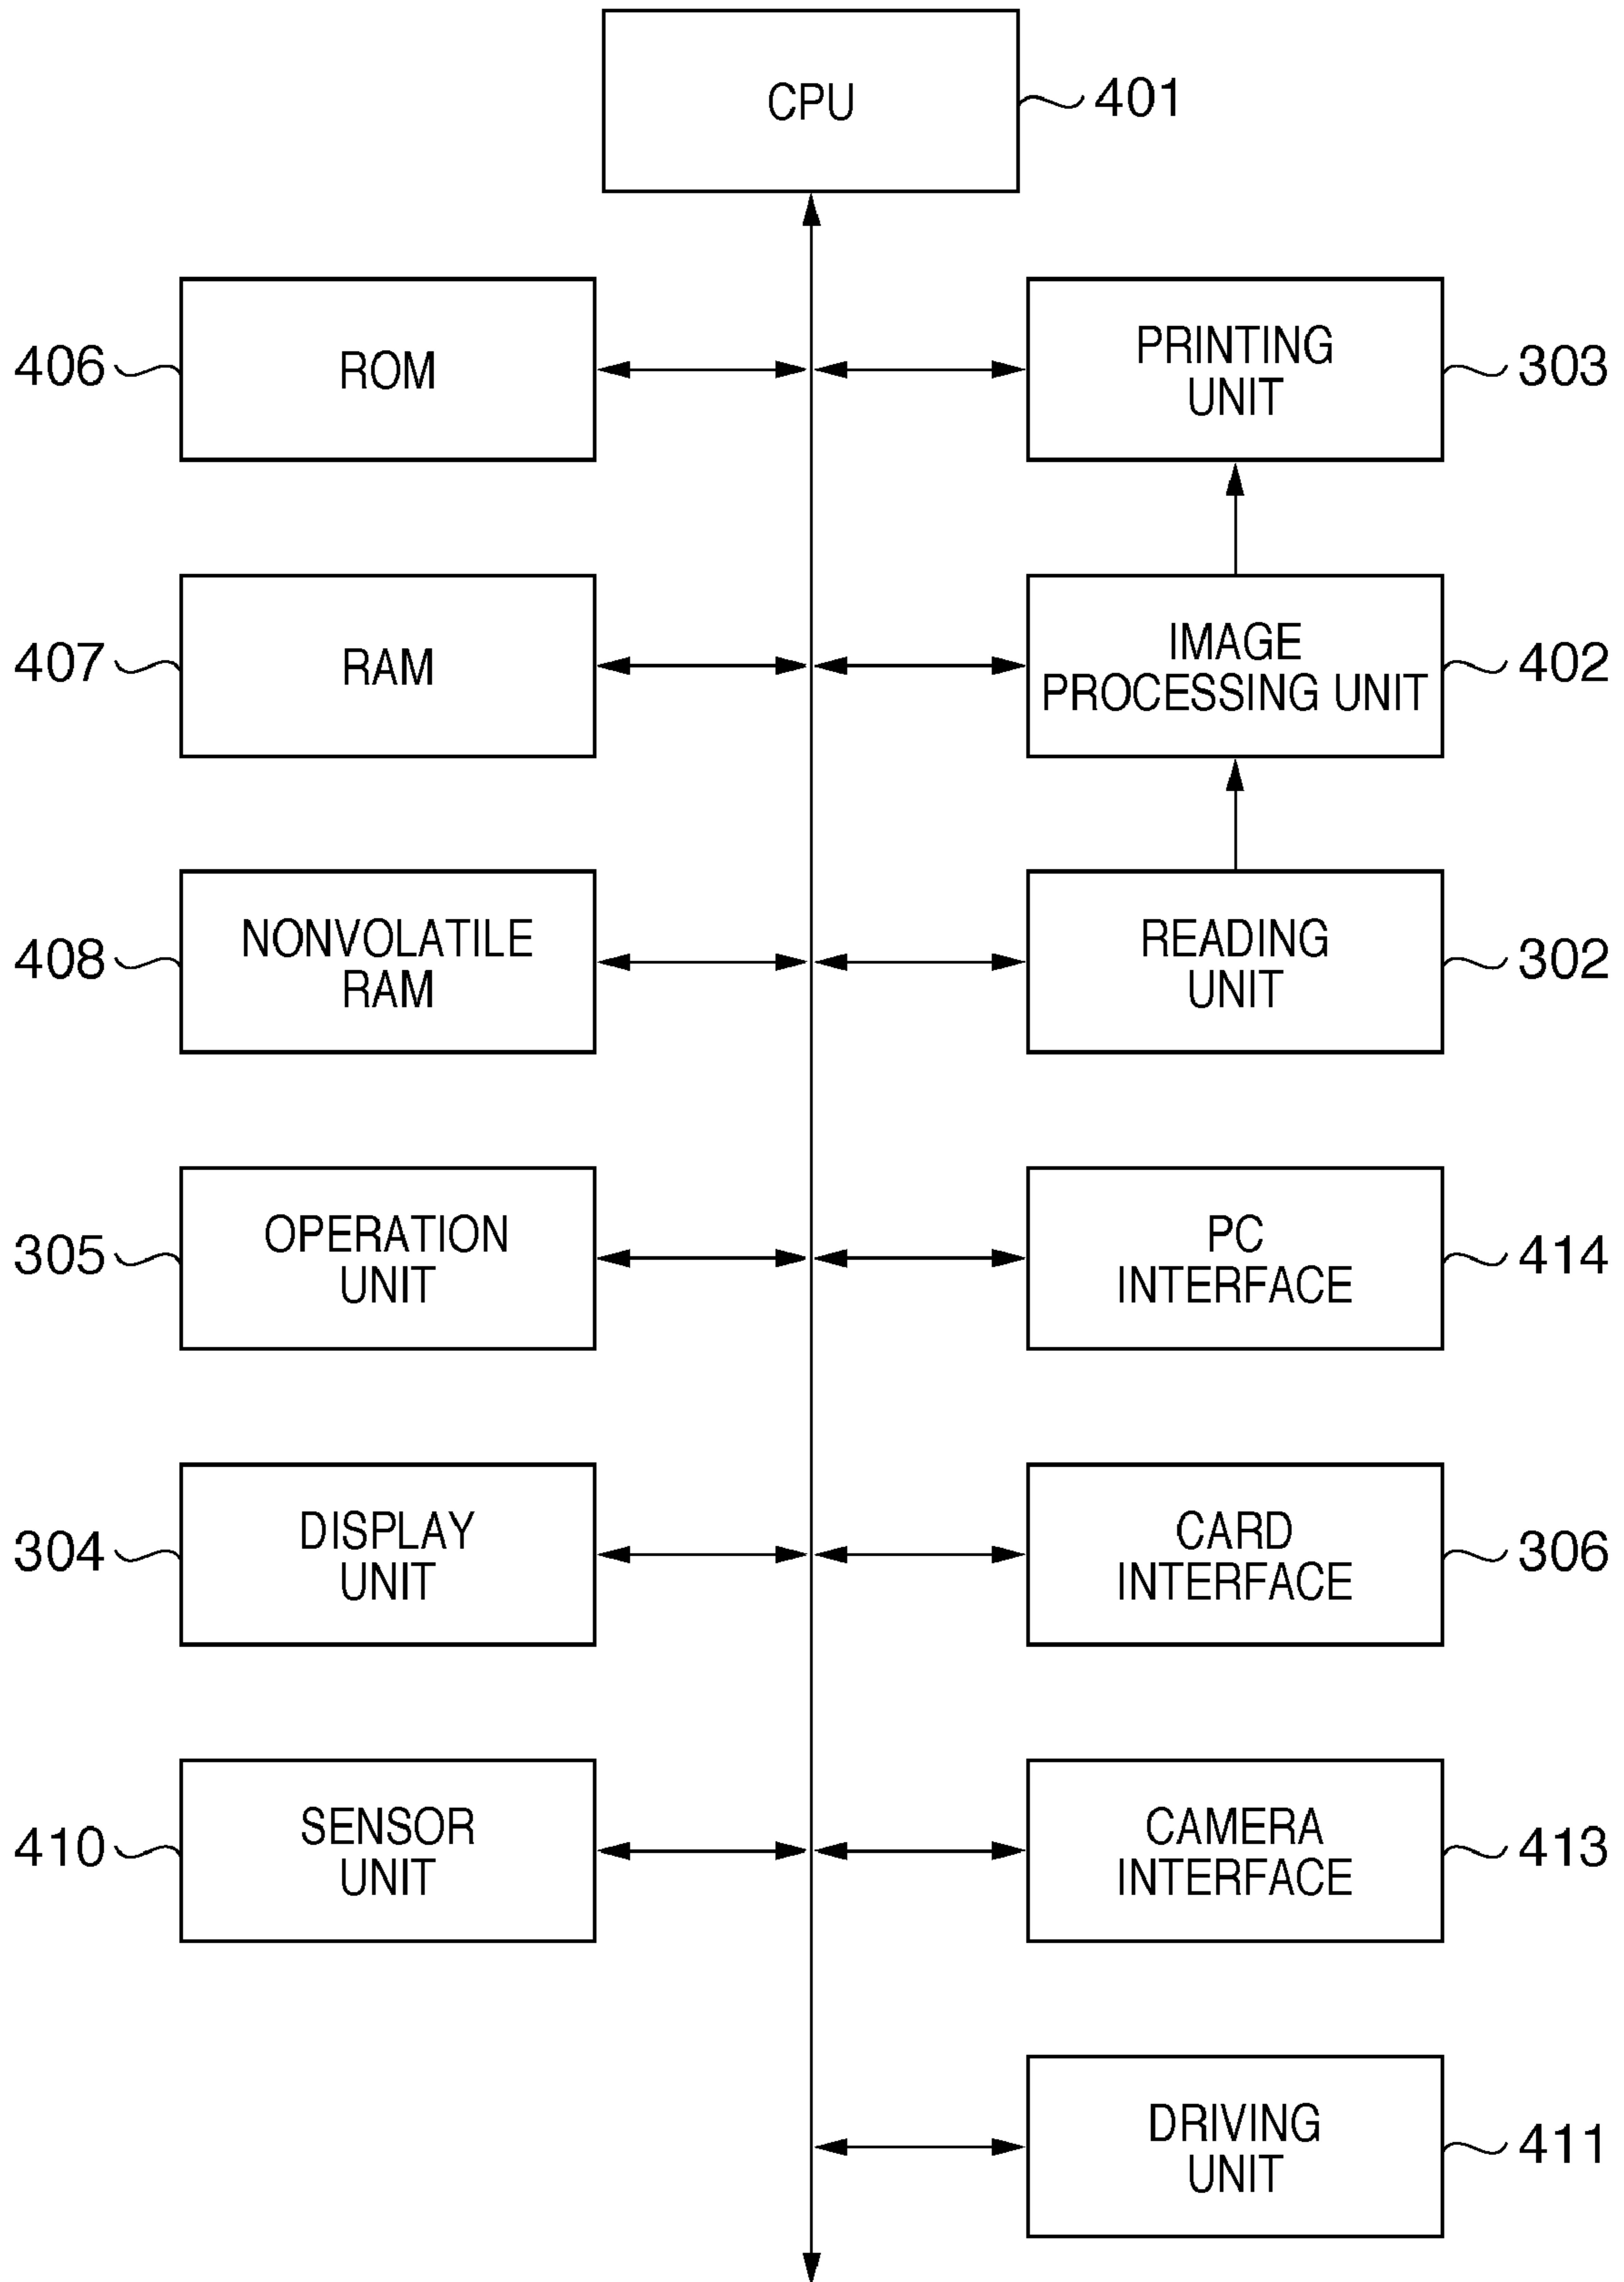 CPU
401
406
ROM
PRINTING
UNIT
303
407
RAM
IMAGE
PROCESSING UNIT
402
408
NONVOLATILE
RAM
READING
UNIT
302
305
OPERATION
UNIT
PC
INTERFACE
414
304
DISPLAY
UNIT
CARD
INTERFACE
306
410
SENSOR
UNIT
CAMERA
INTERFACE
413
DRIVING
UNIT
411